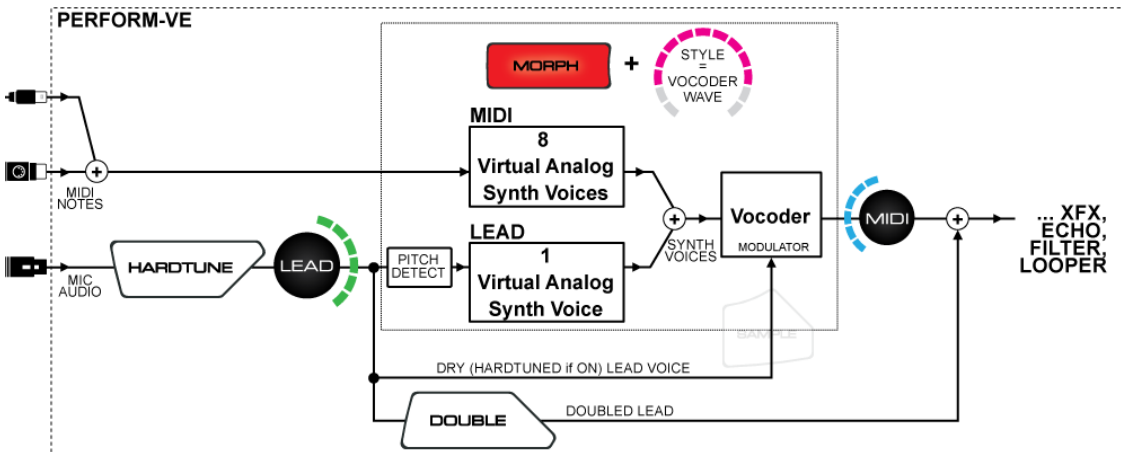 PERFORM-VE
MORPH
+
STYLE
=
VOCODER
WAVE
MIDI
8
Virtual Analog
Synth Voices
+
MIDI
NOTES
LEAD
1
Virtual Analog
Synth Voice
+
SYNTH
VOICES
Vocoder
MODULATOR
MIDI
+
... XFX,
ECHO,
FILTER,
LOOPER
MIC
AUDIO
HARDTUNE
LEAD
PITCH
DETECT
SAMPLE
DRY (HARDTUNED if ON) LEAD VOICE
DOUBLE
DOUBLED LEAD